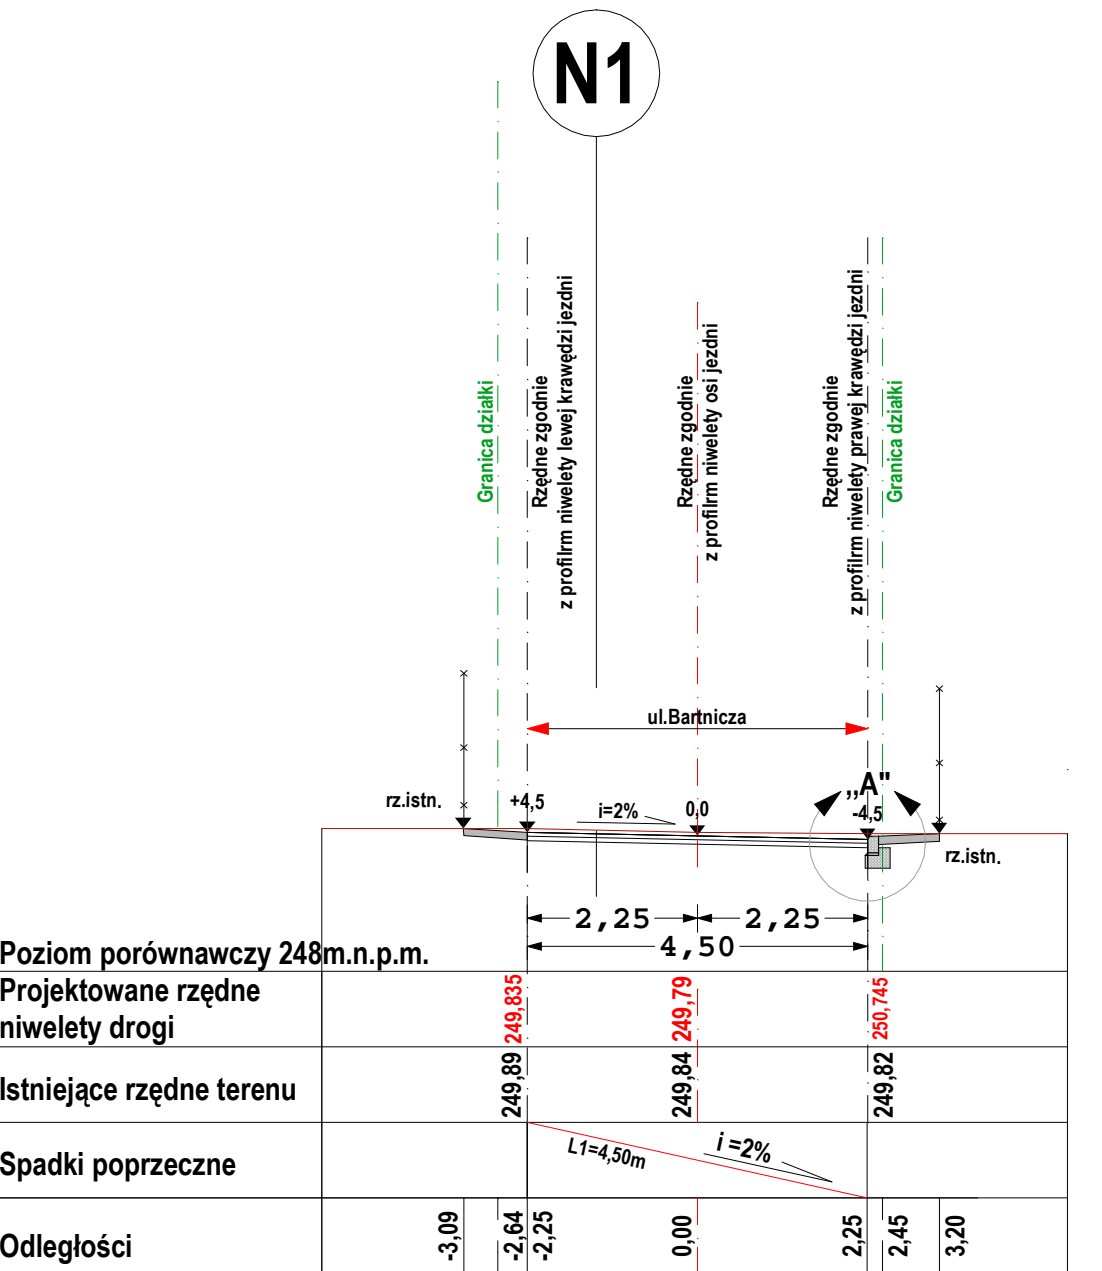 N1
Granica działki
Rzędne zgodnie
z profilrm niwelety lewej krawędzi jezdni
Rzędne zgodnie
z profilrm niwelety osi jezdni
Rzędne zgodnie
z profilrm niwelety prawej krawędzi jezdni
Granica działki
ul.Bartnicza
rz.istn.
+4,5
i=2%
0,0
„A"
-4,5
rz.istn.
2,25
2,25
4,50
Poziom porównawczy 248m.n.p.m.
Projektowane rzędne
niwelety drogi
249,835
249,79
250,745
Istniejące rzędne terenu
249,89
249,84
249,82
Spadki poprzeczne
L1=4,50m
i =2%
Odległości
-3,09
-2,64
-2,25
0,00
2,25
2,45
3,20